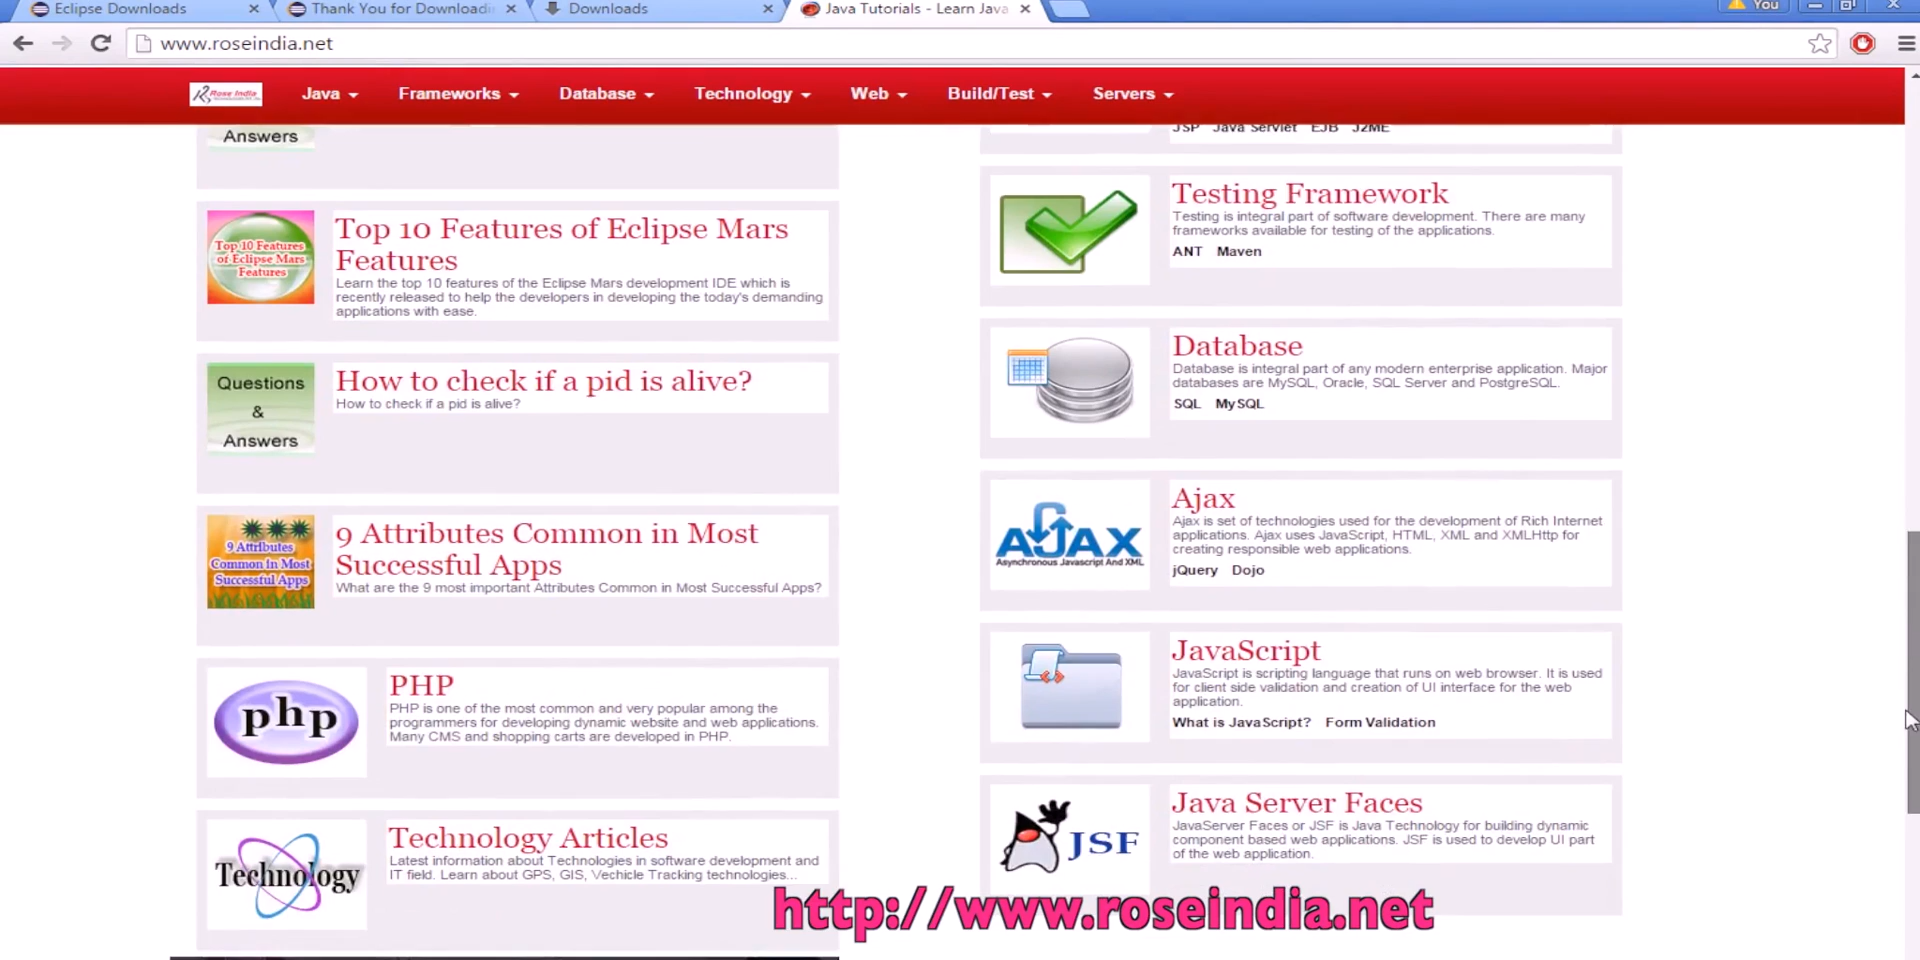 Eclipse Downloads
Thank You for Downloadi
Downloads
Java Tutorials - Learn Java
You
www.roseindia.net
Rose India
Java
Frameworks
Database
Technology
Web
Build/Test
Servers
Answers
Top 10 Features
of Eclipse Mars
Features
Top 10 Features of Eclipse Mars
Features
Learn the top 10 features of the Eclipse Mars development IDE which is
recently released to help the developers in developing the today's demanding
applications with ease.
Questions
&
Answers
How to check if a pid is alive?
How to check if a pid is alive?
9 Attributes
Common in Most
Successful Apps
9 Attributes Common in Most
Successful Apps
What are the 9 most important Attributes Common in Most Successful Apps?
php
PHP
PHP is one of the most common and very popular among the
programmers for developing dynamic website and web applications.
Many CMS and shopping carts are developed in PHP.
Technology
Technology Articles
Latest information about Technologies in software development and
IT field. Learn about GPS, GIS, Vechicle Tracking technologies...
JSP Java Servlet EJB J2ME
Testing Framework
Testing is integral part of software development. There are many
frameworks available for testing of the applications.
ANT Maven
Database
Database is integral part of any modern enterprise application. Major
databases are MySQL, Oracle, SQL Server and PostgreSQL.
SQL MySQL
AJAX
Asynchronous Javascript And XML
Ajax
Ajax is set of technologies used for the development of Rich Internet
applications. Ajax uses JavaScript, HTML, XML and XMLHttp for
creating responsible web applications.
jQuery Dojo
JavaScript
JavaScript is scripting language that runs on web browser. It is used
for client side validation and creation of UI interface for the web
application.
What is JavaScript? Form Validation
JSF
Java Server Faces
JavaServer Faces or JSF is Java Technology for building dynamic
component based web applications. JSF is used to develop UI part
of the web application.
http://www.roseindia.net